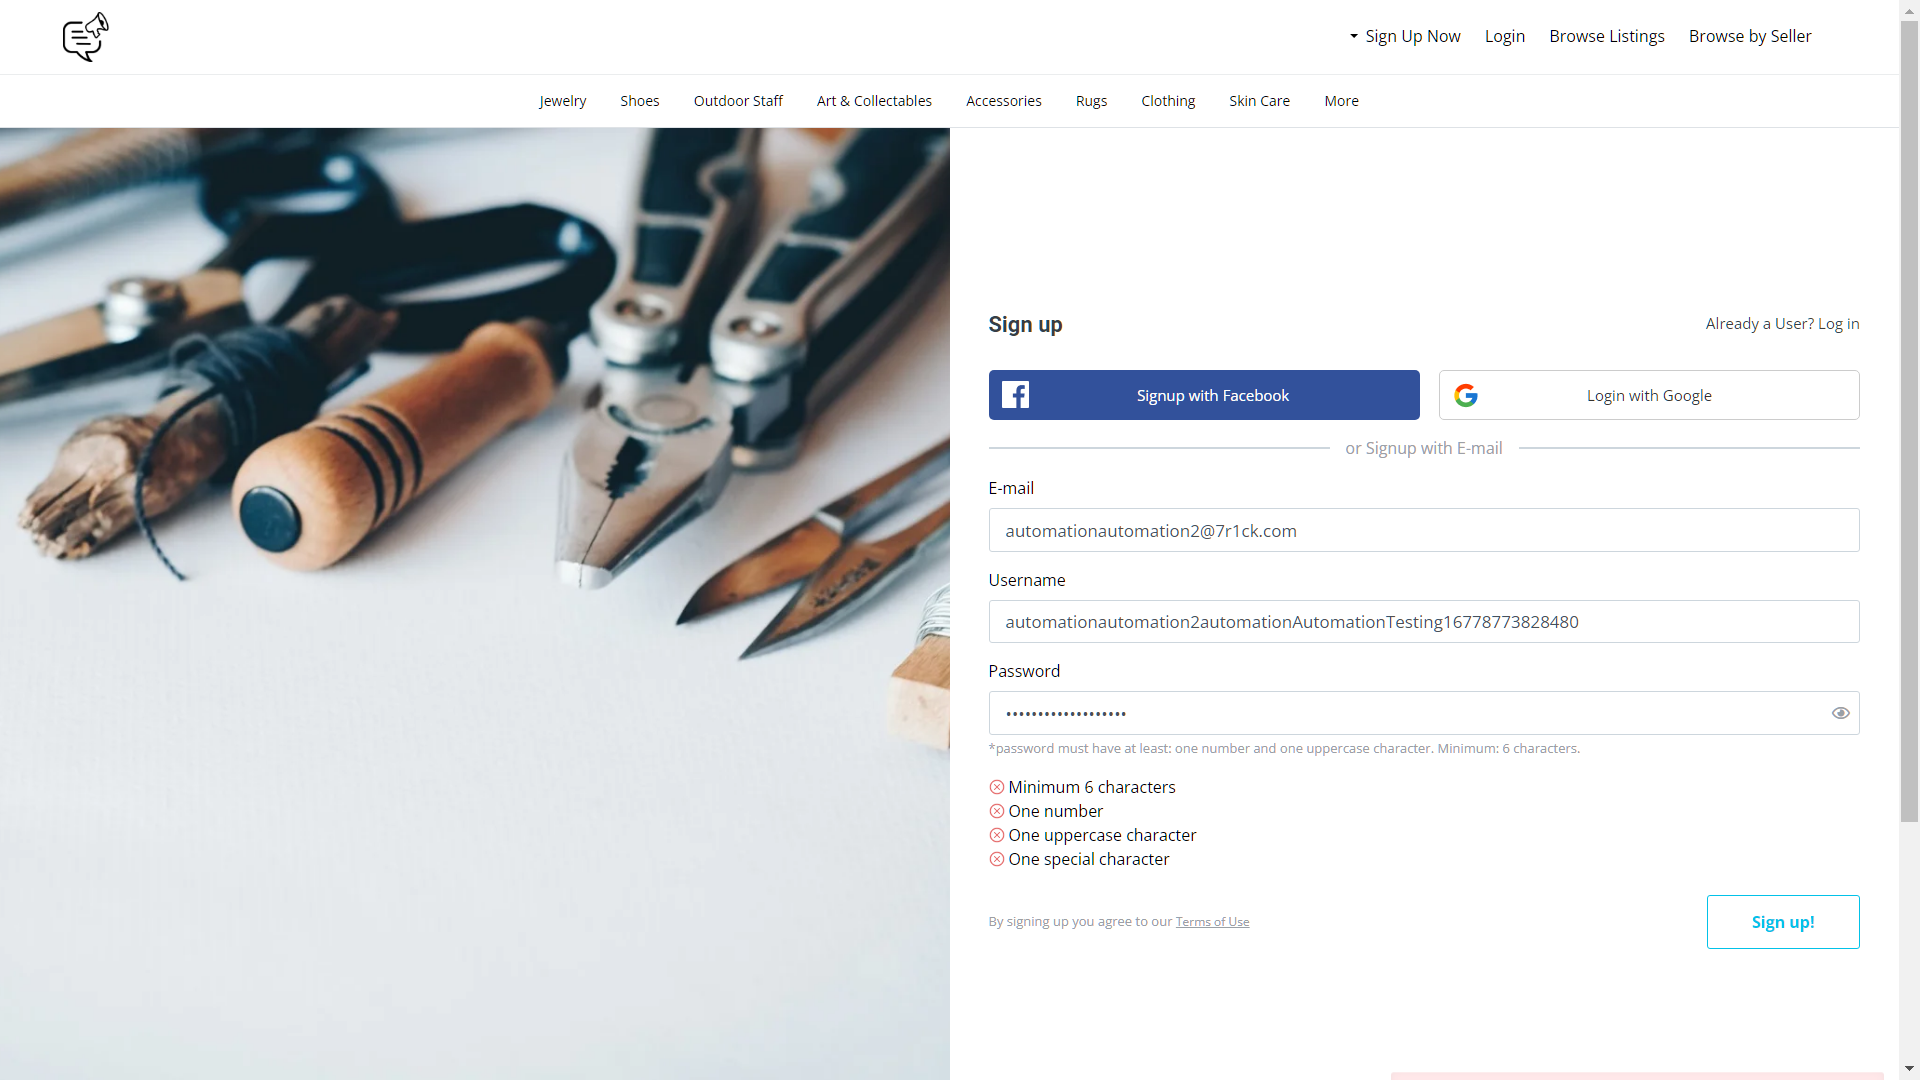 Sign Up Now Login Browse Listings Browse by Seller
Jewelry Shoes Outdoor Staff Art & Collectables Accessories Rugs Clothing Skin Care More
Sign up Already a User? Log in
Signup with Facebook Login with Google
or Signup with E-mail
E-mail
automationautomation2@7r1ck.com
Username
automationautomation2automationAutomationTesting16778773828480
Password
*password must have at least: one number and one uppercase character. Minimum: 6 characters.
Minimum 6 characters
One number
One uppercase character
One special character
By signing up you agree to our Terms of Use Sign up!